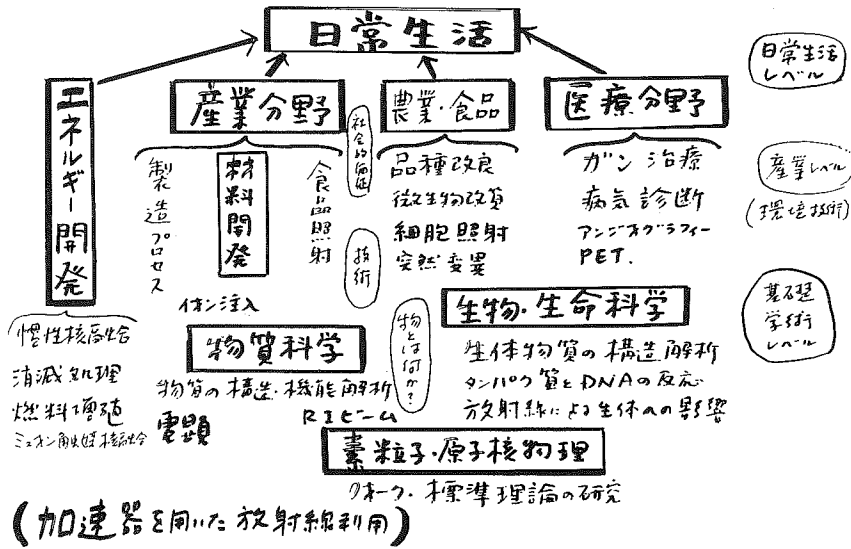 日常生活
日常生活
レベル
エネルギー開発
産業分野
農業・食品
医療分野
社会的価値
製造プロセス
材料開発
食品照射
品種改良
微生物改質
細胞照射
突然変異
ガン治療
病気診断
アンジオグラフィー
PET.
産業レベル
(環境技術)
技術
イオン注入
慣性核融合
消滅処理
燃料増殖
ミュオン触媒核融合
物質科学
物質の構造・機能解析
電顕
RIビーム
物とは何か?
生物・生命科学
生体物質の構造解析
タンパク質とDNAの反応
放射線による生体への影響
基礎
学術
レベル
素粒子・原子核物理
クオーク・標準理論の研究
(加速器を用いた放射線利用)